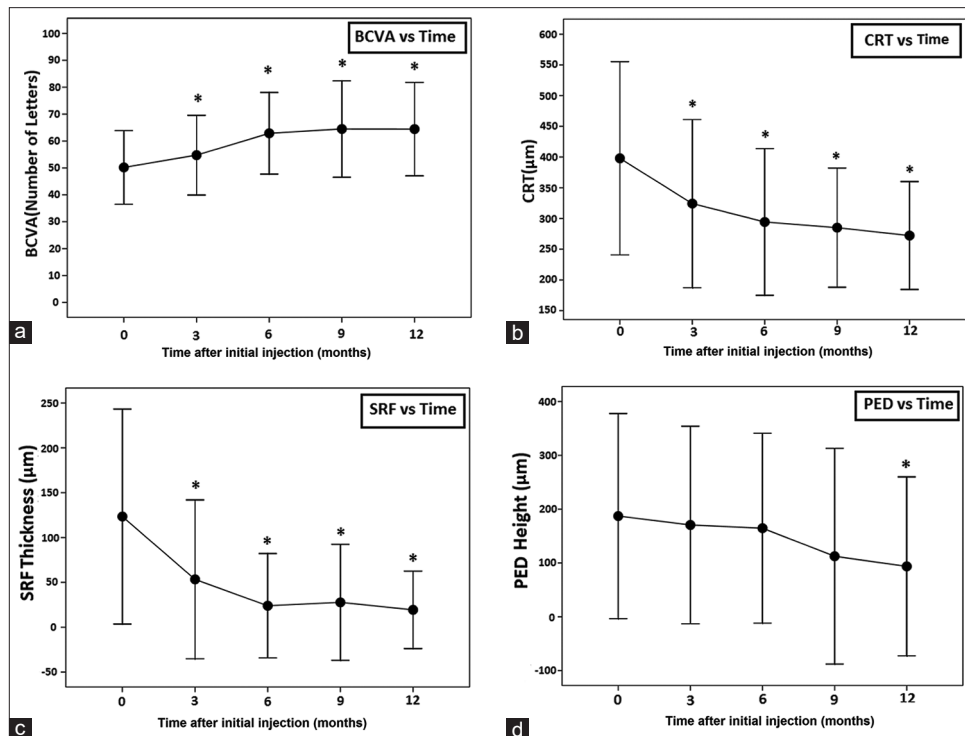 BCVA vs Time
100
90
80
70
60
50
40
30
20
10
0
BCVA(Number of Letters)
* * * *
0 3 6 9 12
Time after initial injection (months)
a
CRT vs Time
600
550
500
450
400
350
300
250
200
150
CRT(µm)
* * * *
0 3 6 9 12
Time after initial injection (months)
b
SRF vs Time
250
200
150
100
50
0
-50
SRF Thickness (µm)
* * * *
0 3 6 9 12
Time after initial injection (months)
c
PED vs Time
400
300
200
100
0
-100
PED Height (µm)
*
0 3 6 9 12
Time after initial injection (months)
d